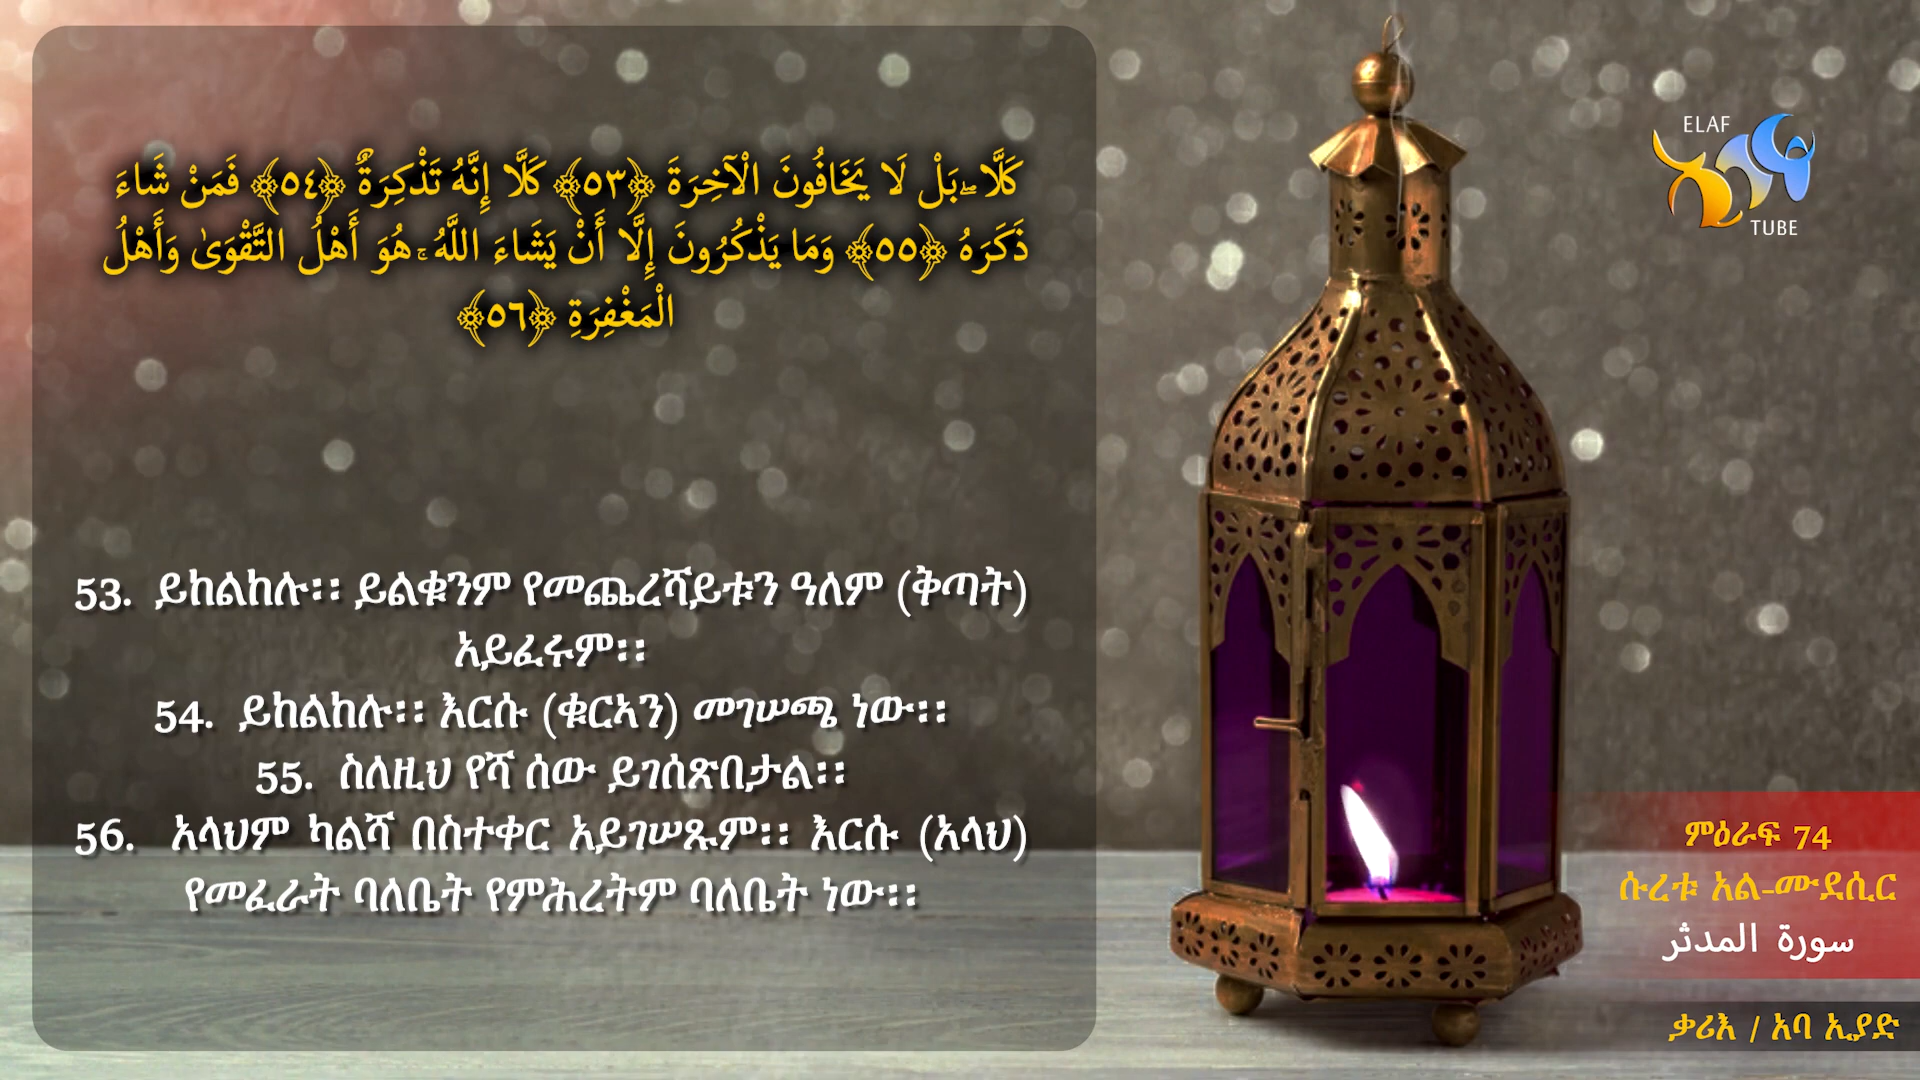 كَلَّا ۖ بَلْ لَا يَخَافُونَ الْآخِرَةَ ﴿٥٣﴾ كَلَّا إِنَّهُ تَذْكِرَةٌ ﴿٥٤﴾ فَمَنْ شَاءَ
ذَكَرَهُ ﴿٥٥﴾ وَمَا يَذْكُرُونَ إِلَّا أَنْ يَشَاءَ اللَّهُ ۚ هُوَ أَهْلُ التَّقْوَىٰ وَأَهْلُ
الْمَغْفِرَةِ ﴿٥٦﴾
53. ይከልከሉ፡፡ ይልቁንም የመጨረሻይቱን ዓለም (ቅጣት)
አይፈሩም፡፡
54. ይከልከሉ፡፡ እርሱ (ቁርኣን) መገሠጫ ነው፡፡
55. ስለዚህ የሻ ሰው ይገሰጽበታል፡፡
56. አላህም ካልሻ በስተቀር አይገሠጹም፡፡ እርሱ (አላህ)
የመፈራት ባለቤት የምሕረትም ባለቤት ነው፡፡
ELAF
TUBE
ምዕራፍ 74
ሱረቱ አል-ሙደሲር
سورة المدثر
ቃሪእ / አባ ኢያድ